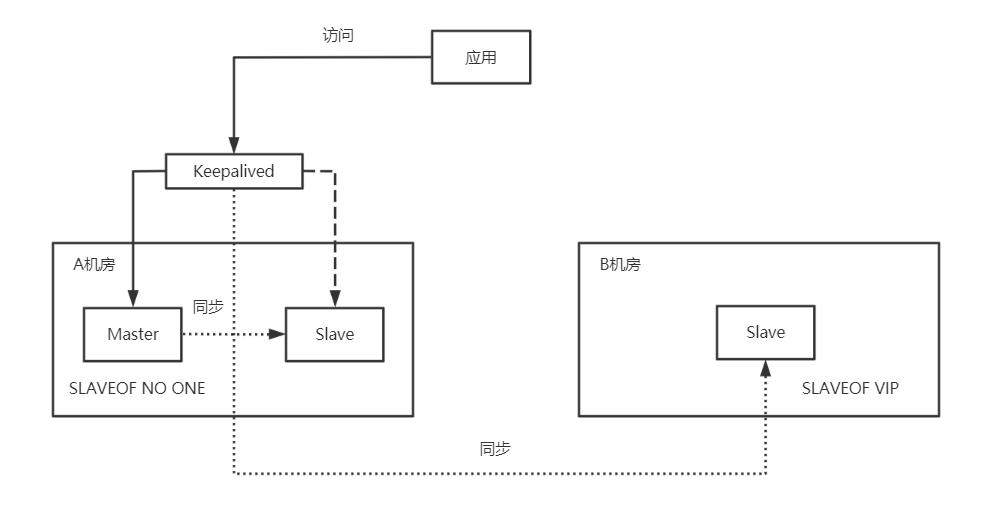 访问
应用
Keepalived
A机房
B机房
同步
Master
Slave
Slave
SLAVEOF NO ONE
SLAVEOF VIP
同步